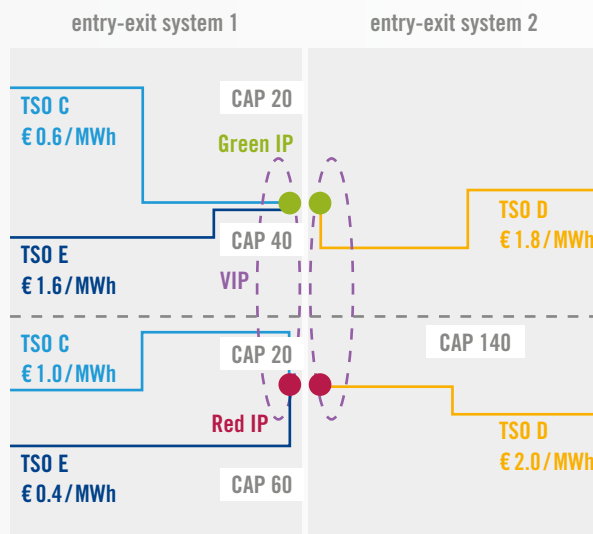 entry-exit system 1
entry-exit system 2
TSO C
€ 0.6 / MWh
CAP 20
Green IP
TSO E
€ 1.6 / MWh
CAP 40
VIP
TSO D
€ 1.8 / MWh
TSO C
€ 1.0 / MWh
CAP 20
CAP 140
Red IP
TSO E
€ 0.4 / MWh
CAP 60
TSO D
€ 2.0 / MWh